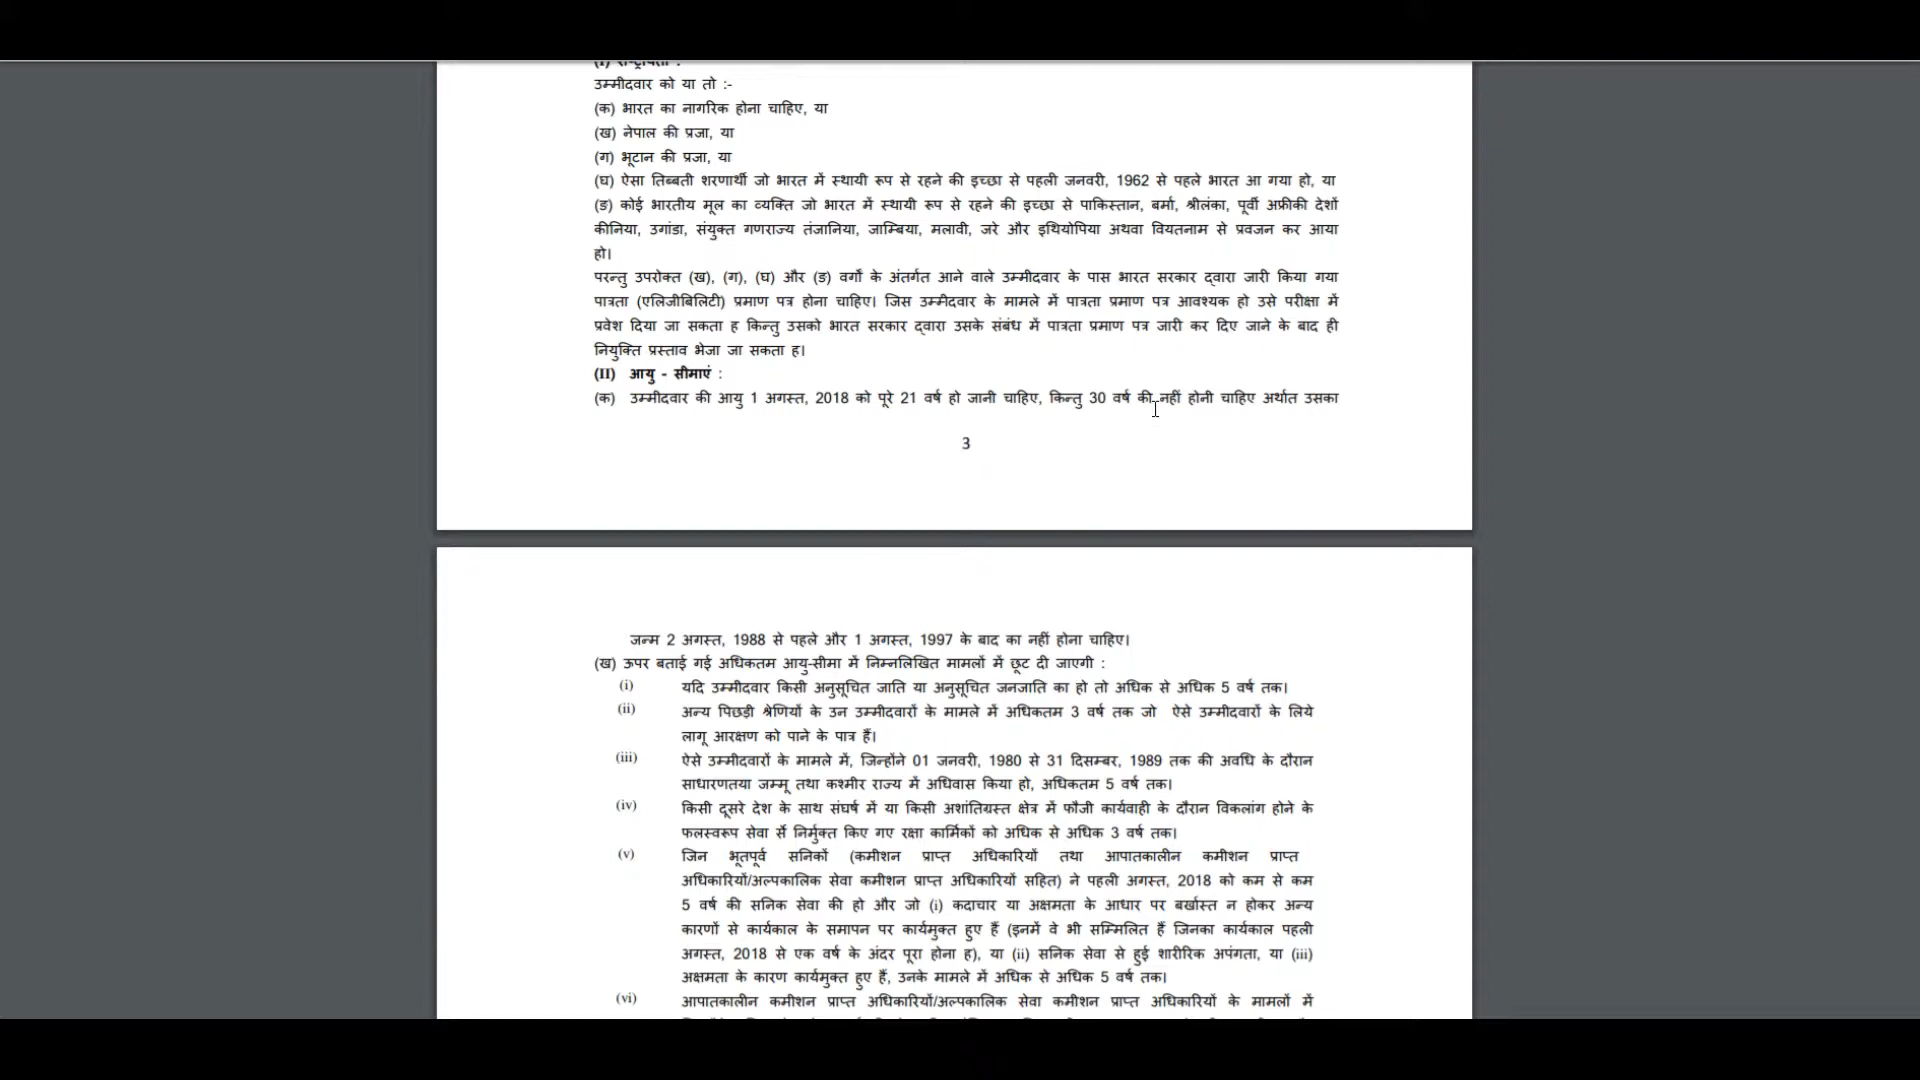 (I) राष्ट्रीयता :
उम्मीदवार को या तो :-
(क) भारत का नागरिक होना चाहिए, या
(ख) नेपाल की प्रजा, या
(ग) भूटान की प्रजा, या
(घ) ऐसा तिब्बती शरणार्थी जो भारत में स्थायी रूप से रहने की इच्छा से पहली जनवरी, 1962 से पहले भारत आ गया हो, या
(ङ) कोई भारतीय मूल का व्यक्ति जो भारत में स्थायी रूप से रहने की इच्छा से पाकिस्तान, बर्मा, श्रीलंका, पूर्वी अफ्रीकी देशों
कीनिया, उगांडा, संयुक्त गणराज्य तंजानिया, जाम्बिया, मलावी, जरे और इथियोपिया अथवा वियतनाम से प्रवजन कर आया
हो।
परन्तु उपरोक्त (ख), (ग), (घ) और (ङ) वर्गों के अंतर्गत आने वाले उम्मीदवार के पास भारत सरकार द्वारा जारी किया गया
पात्रता (एलिजीबिलिटी) प्रमाण पत्र होना चाहिए। जिस उम्मीदवार के मामले में पात्रता प्रमाण पत्र आवश्यक हो उसे परीक्षा में
प्रवेश दिया जा सकता ह किन्तु उसको भारत सरकार द्वारा उसके संबंध में पात्रता प्रमाण पत्र जारी कर दिए जाने के बाद ही
नियुक्ति प्रस्ताव भेजा जा सकता ह।
(II) आयु - सीमाएं :
(क) उम्मीदवार की आयु 1 अगस्त, 2018 को पूरे 21 वर्ष हो जानी चाहिए, किन्तु 30 वर्ष की नहीं होनी चाहिए अर्थात उसका
3
जन्म 2 अगस्त, 1988 से पहले और 1 अगस्त, 1997 के बाद का नहीं होना चाहिए।
(ख) ऊपर बताई गई अधिकतम आयु-सीमा में निम्नलिखित मामलों में छूट दी जाएगी :
(i) यदि उम्मीदवार किसी अनुसूचित जाति या अनुसूचित जनजाति का हो तो अधिक से अधिक 5 वर्ष तक।
(ii) अन्य पिछड़ी श्रेणियों के उन उम्मीदवारों के मामले में अधिकतम 3 वर्ष तक जो ऐसे उम्मीदवारों के लिये
लागू आरक्षण को पाने के पात्र हैं।
(iii) ऐसे उम्मीदवारों के मामले में, जिन्होंने 01 जनवरी, 1980 से 31 दिसम्बर, 1989 तक की अवधि के दौरान
साधारणतया जम्मू तथा कश्मीर राज्य में अधिवास किया हो, अधिकतम 5 वर्ष तक।
(iv) किसी दूसरे देश के साथ संघर्ष में या किसी अशांतिग्रस्त क्षेत्र में फौजी कार्यवाही के दौरान विकलांग होने के
फलस्वरूप सेवा सें निर्मुक्त किए गए रक्षा कार्मिकों को अधिक से अधिक 3 वर्ष तक।
(v) जिन भूतपूर्व सनिकों (कमीशन प्राप्त अधिकारियों तथा आपातकालीन कमीशन प्राप्त
अधिकारियों/अल्पकालिक सेवा कमीशन प्राप्त अधिकारियों सहित) ने पहली अगस्त, 2018 को कम से कम
5 वर्ष की सनिक सेवा की हो और जो (i) कदाचार या अक्षमता के आधार पर बर्खास्त न होकर अन्य
कारणों से कार्यकाल के समापन पर कार्यमुक्त हुए हैं (इनमें वे भी सम्मिलित हैं जिनका कार्यकाल पहली
अगस्त, 2018 से एक वर्ष के अंदर पूरा होना ह), या (ii) सनिक सेवा से हुई शारीरिक अपंगता, या (iii)
अक्षमता के कारण कार्यमुक्त हुए हैं, उनके मामले में अधिक से अधिक 5 वर्ष तक।
(vi) आपातकालीन कमीशन प्राप्त अधिकारियों/अल्पकालिक सेवा कमीशन प्राप्त अधिकारियों के मामलों में